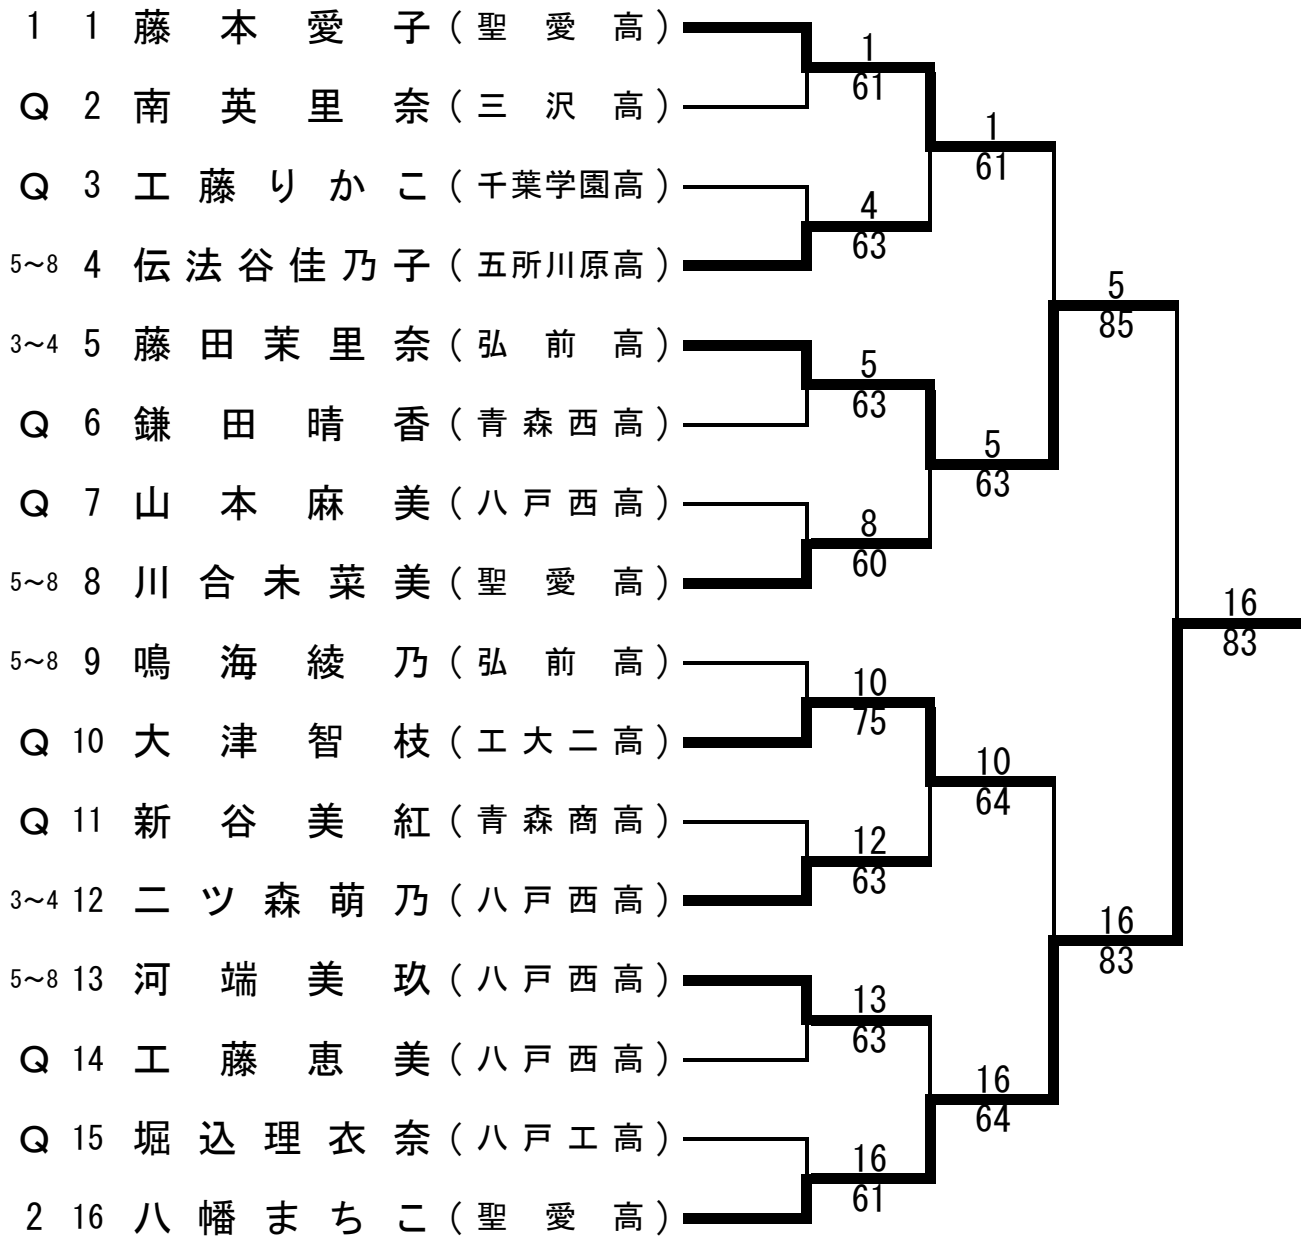 1 1 藤本愛子(聖愛高)
Q 2 南英里奈(三沢高)
Q 3 工藤りかこ(千葉学園高)
5~8 4 伝法谷佳乃子(五所川原高)
3~4 5 藤田茉里奈(弘前高)
Q 6 鎌田晴香(青森西高)
Q 7 山本麻美(八戸西高)
5~8 8 川合未菜美(聖愛高)
5~8 9 鳴海綾乃(弘前高)
Q 10 大津智枝(工大二高)
Q 11 新谷美紅(青森商高)
3~4 12 二ツ森萌乃(八戸西高)
5~8 13 河端美玖(八戸西高)
Q 14 工藤恵美(八戸西高)
Q 15 堀込理衣奈(八戸工高)
2 16 八幡まちこ(聖愛高)
1
61
4
63
5
63
8
60
10
75
12
63
13
63
16
61
1
61
5
63
10
64
16
64
5
85
16
83
16
83